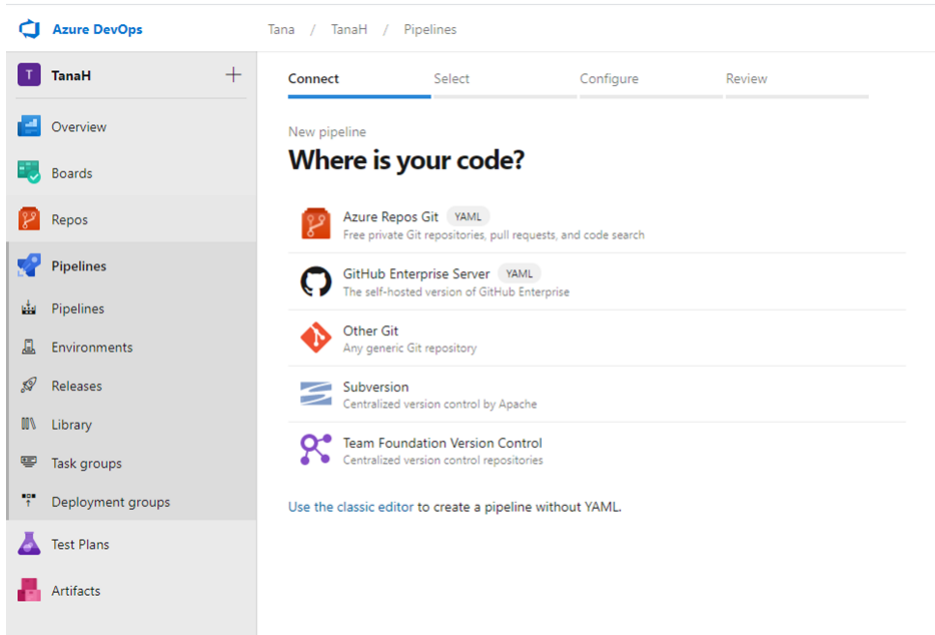 Azure DevOps
Tana / TanaH / Pipelines
T TanaH +
Overview
Boards
Repos
Pipelines
Pipelines
Environments
Releases
Library
Task groups
Deployment groups
Test Plans
Artifacts
Connect Select Configure Review
New pipeline
Where is your code?
Azure Repos Git YAML
Free private Git repositories, pull requests, and code search
GitHub Enterprise Server YAML
The self-hosted version of GitHub Enterprise
Other Git
Any generic Git repository
Subversion
Centralized version control by Apache
Team Foundation Version Control
Centralized version control repositories
Use the classic editor to create a pipeline without YAML.